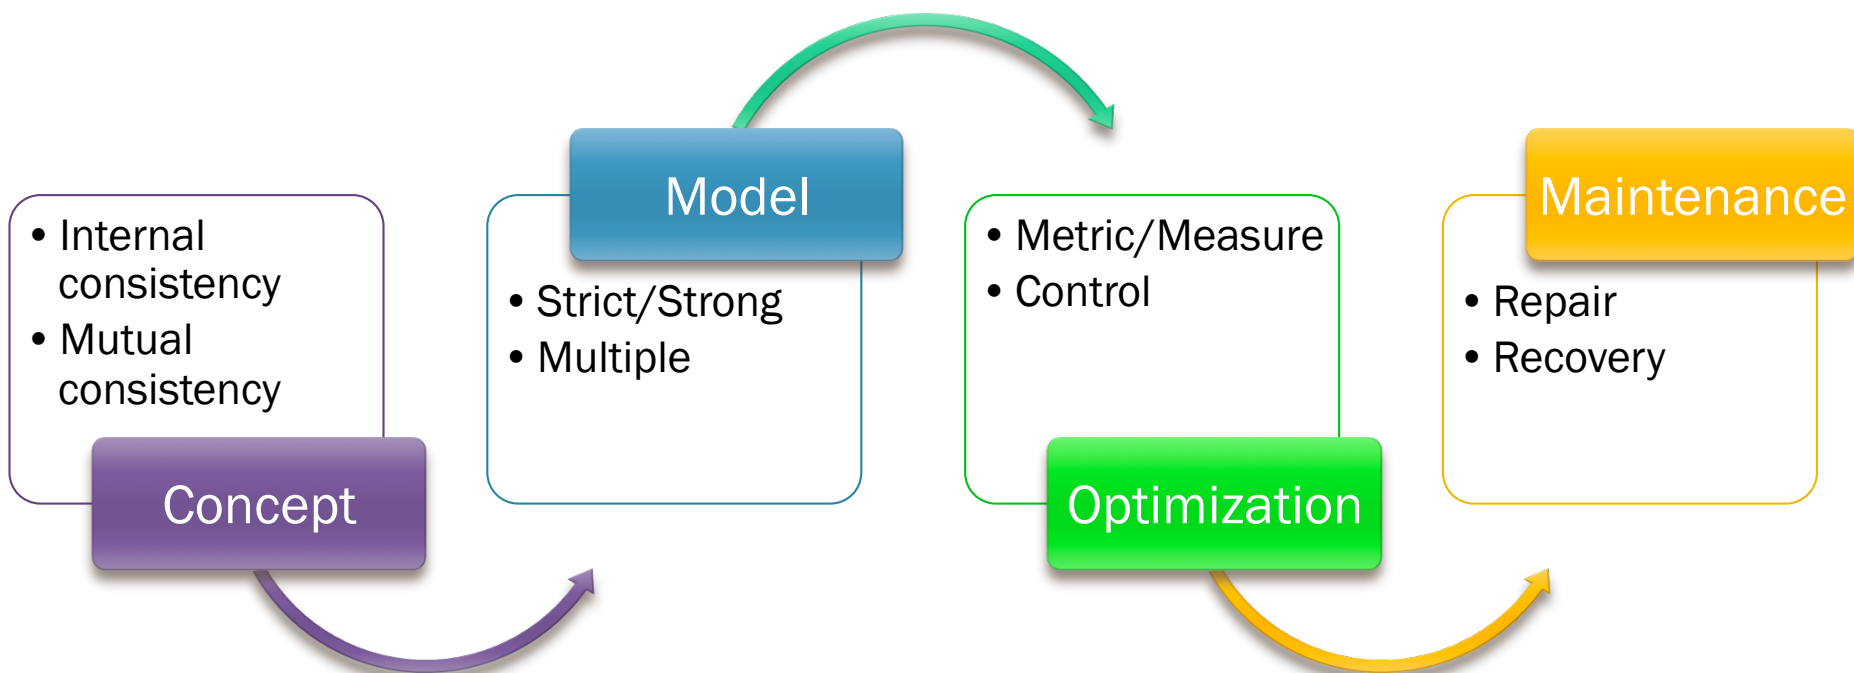 • Internal
consistency
• Mutual
consistency
Concept
Model
• Strict/Strong
• Multiple
• Metric/Measure
• Control
Optimization
Maintenance
• Repair
• Recovery